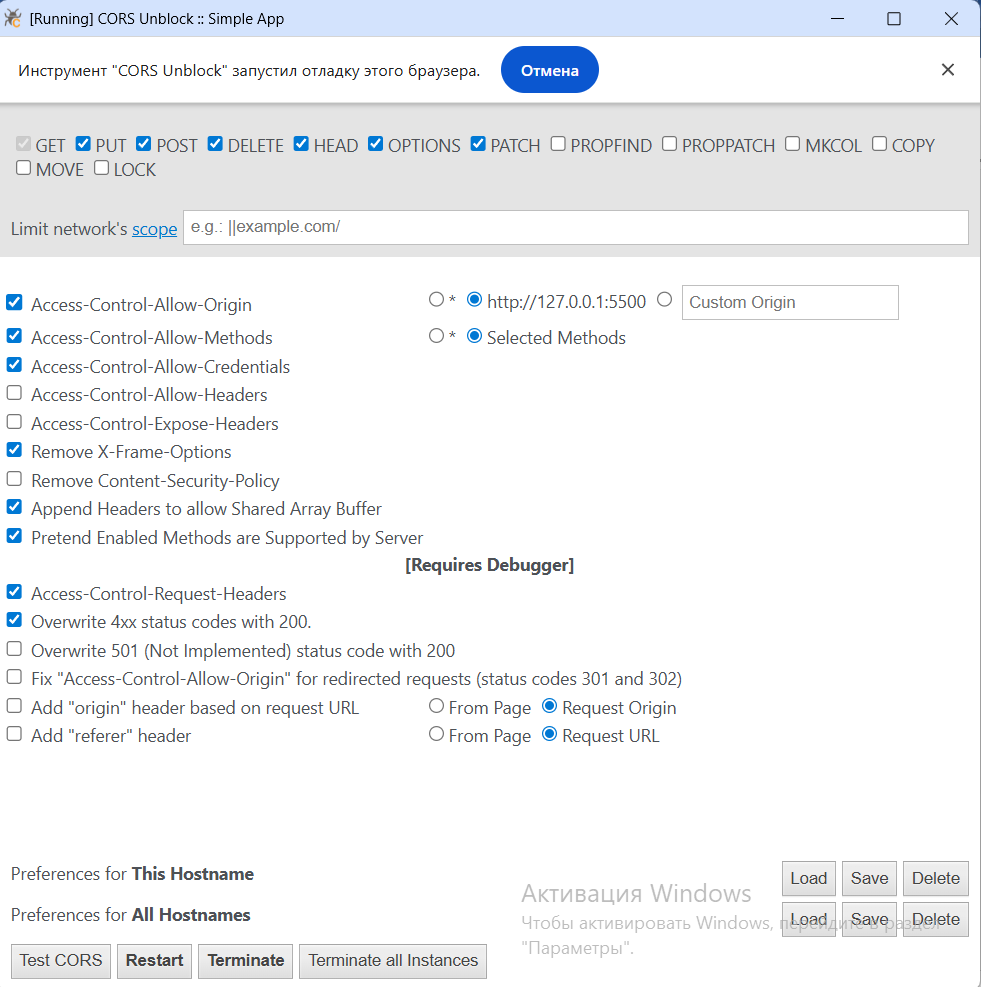 [Running] CORS Unblock :: Simple App
Инструмент "CORS Unblock" запустил отладку этого браузера. Отмена
GET PUT POST DELETE HEAD OPTIONS PATCH PROPFIND PROPPATCH MKCOL COPY
MOVE LOCK
Limit network's scope e.g.: ||example.com/
Access-Control-Allow-Origin * http://127.0.0.1:5500 Custom Origin
Access-Control-Allow-Methods * Selected Methods
Access-Control-Allow-Credentials
Access-Control-Allow-Headers
Access-Control-Expose-Headers
Remove X-Frame-Options
Remove Content-Security-Policy
Append Headers to allow Shared Array Buffer
Pretend Enabled Methods are Supported by Server
[Requires Debugger]
Access-Control-Request-Headers
Overwrite 4xx status codes with 200.
Overwrite 501 (Not Implemented) status code with 200
Fix "Access-Control-Allow-Origin" for redirected requests (status codes 301 and 302)
Add "origin" header based on request URL From Page Request Origin
Add "referer" header From Page Request URL
Preferences for This Hostname Load Save Delete
Preferences for All Hostnames Load Save Delete
Активация Windows
Чтобы активировать Windows, перейдите в раздел
"Параметры".
Test CORS Restart Terminate Terminate all Instances